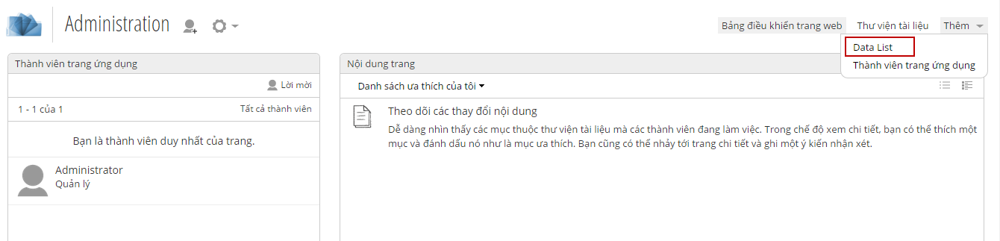 Administration
Bảng điều khiển trang web
Thư viện tài liệu
Thêm
Data List
Thành viên trang ứng dụng
Thành viên trang ứng dụng
Lời mời
1 - 1 của 1
Tất cả thành viên
Bạn là thành viên duy nhất của trang.
Administrator
Quản lý
Nội dung trang
Danh sách ưa thích của tôi
Theo dõi các thay đổi nội dung
Dễ dàng nhìn thấy các mục thuộc thư viện tài liệu mà các thành viên đang làm việc. Trong chế độ xem chi tiết, bạn có thể thích một
mục và đánh dấu nó như là mục ưa thích. Bạn cũng có thể nhảy tới trang chi tiết và ghi một ý kiến nhận xét.